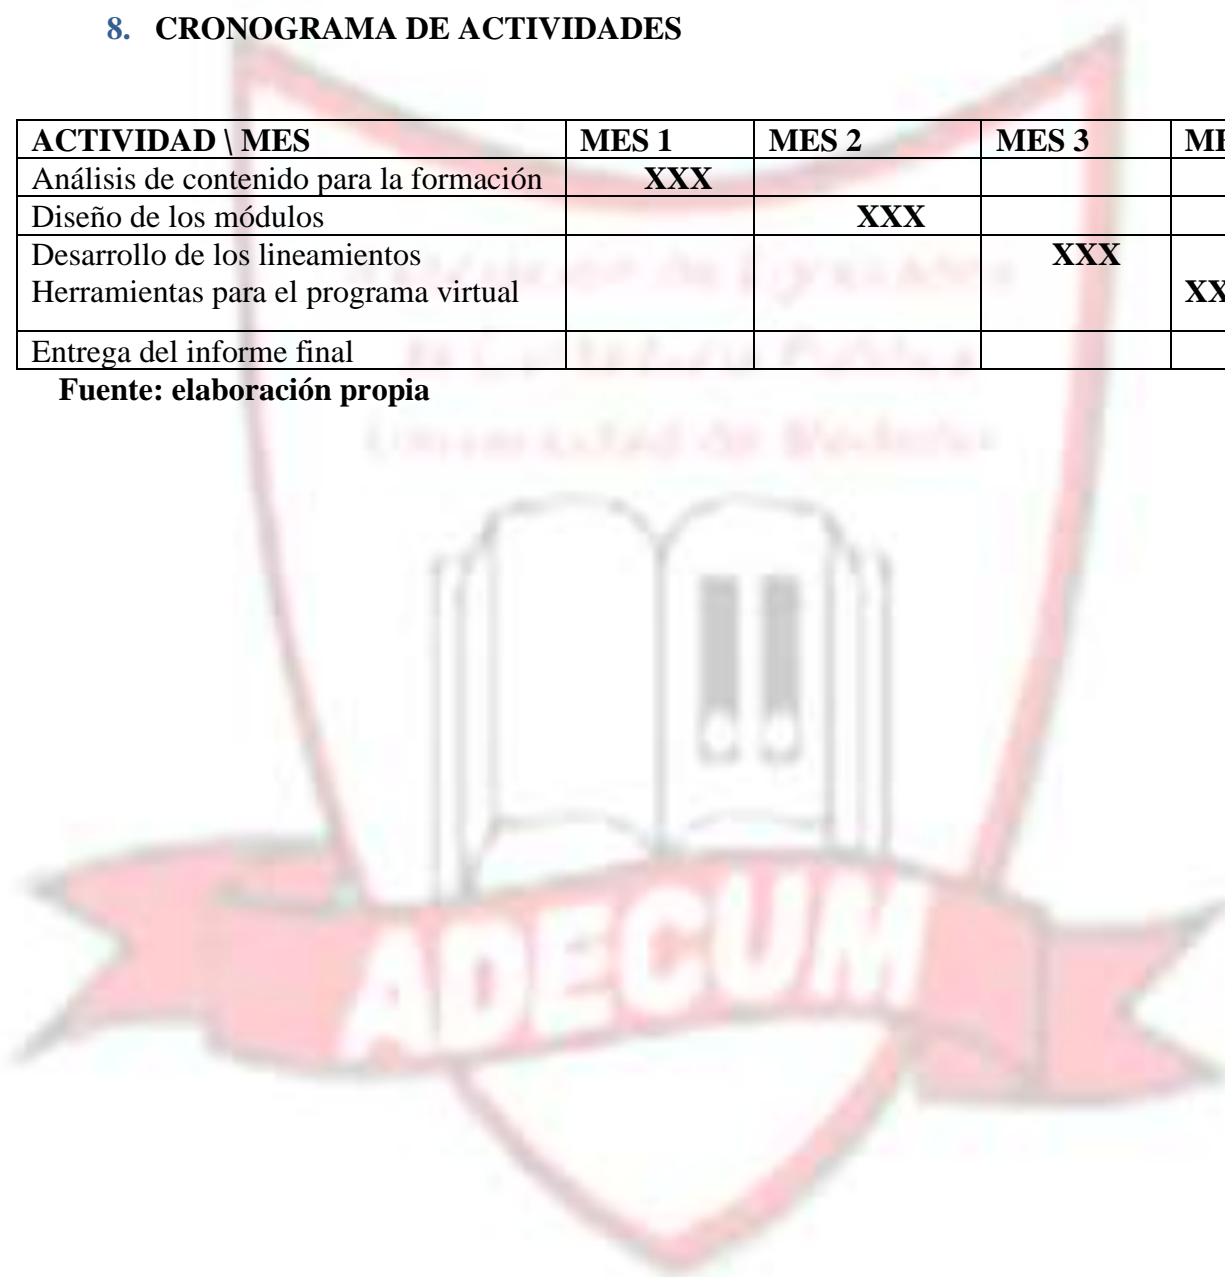 8. CRONOGRAMA DE ACTIVIDADES
ACTIVIDAD \ MES MES 1 MES 2 MES 3
Análisis de contenido para la formación XXX
Diseño de los módulos XXX
Desarrollo de los lineamientos XXX
Herramientas para el programa virtual XX
Entrega del informe final
Fuente: elaboración propia
ADECUM